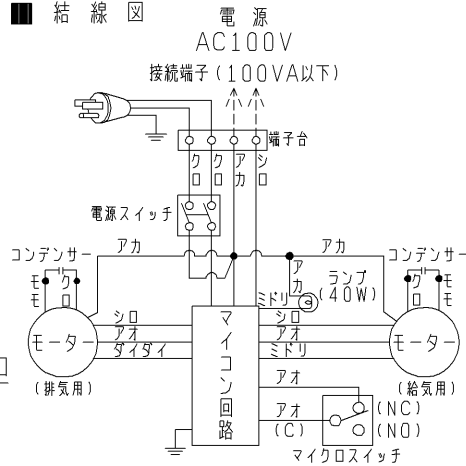 結線図
電源
AC100V
接続端子(100VA以下)
端子台
クロ
クロ
アカ
シロ
電源スイッチ
コンデンサー
アカ
アカ
コンデンサー
モモ
クロ
アカ
ランプ
(40W)
クロ
モモ
ミドリ
シロ
シロ
モーター
アオ
マイコン回路
アオ
モーター
ダイダイ
ミドリ
(排気用)
(給気用)
アオ
アオ
(C)
(NC)
(NO)
マイクロスイッチ